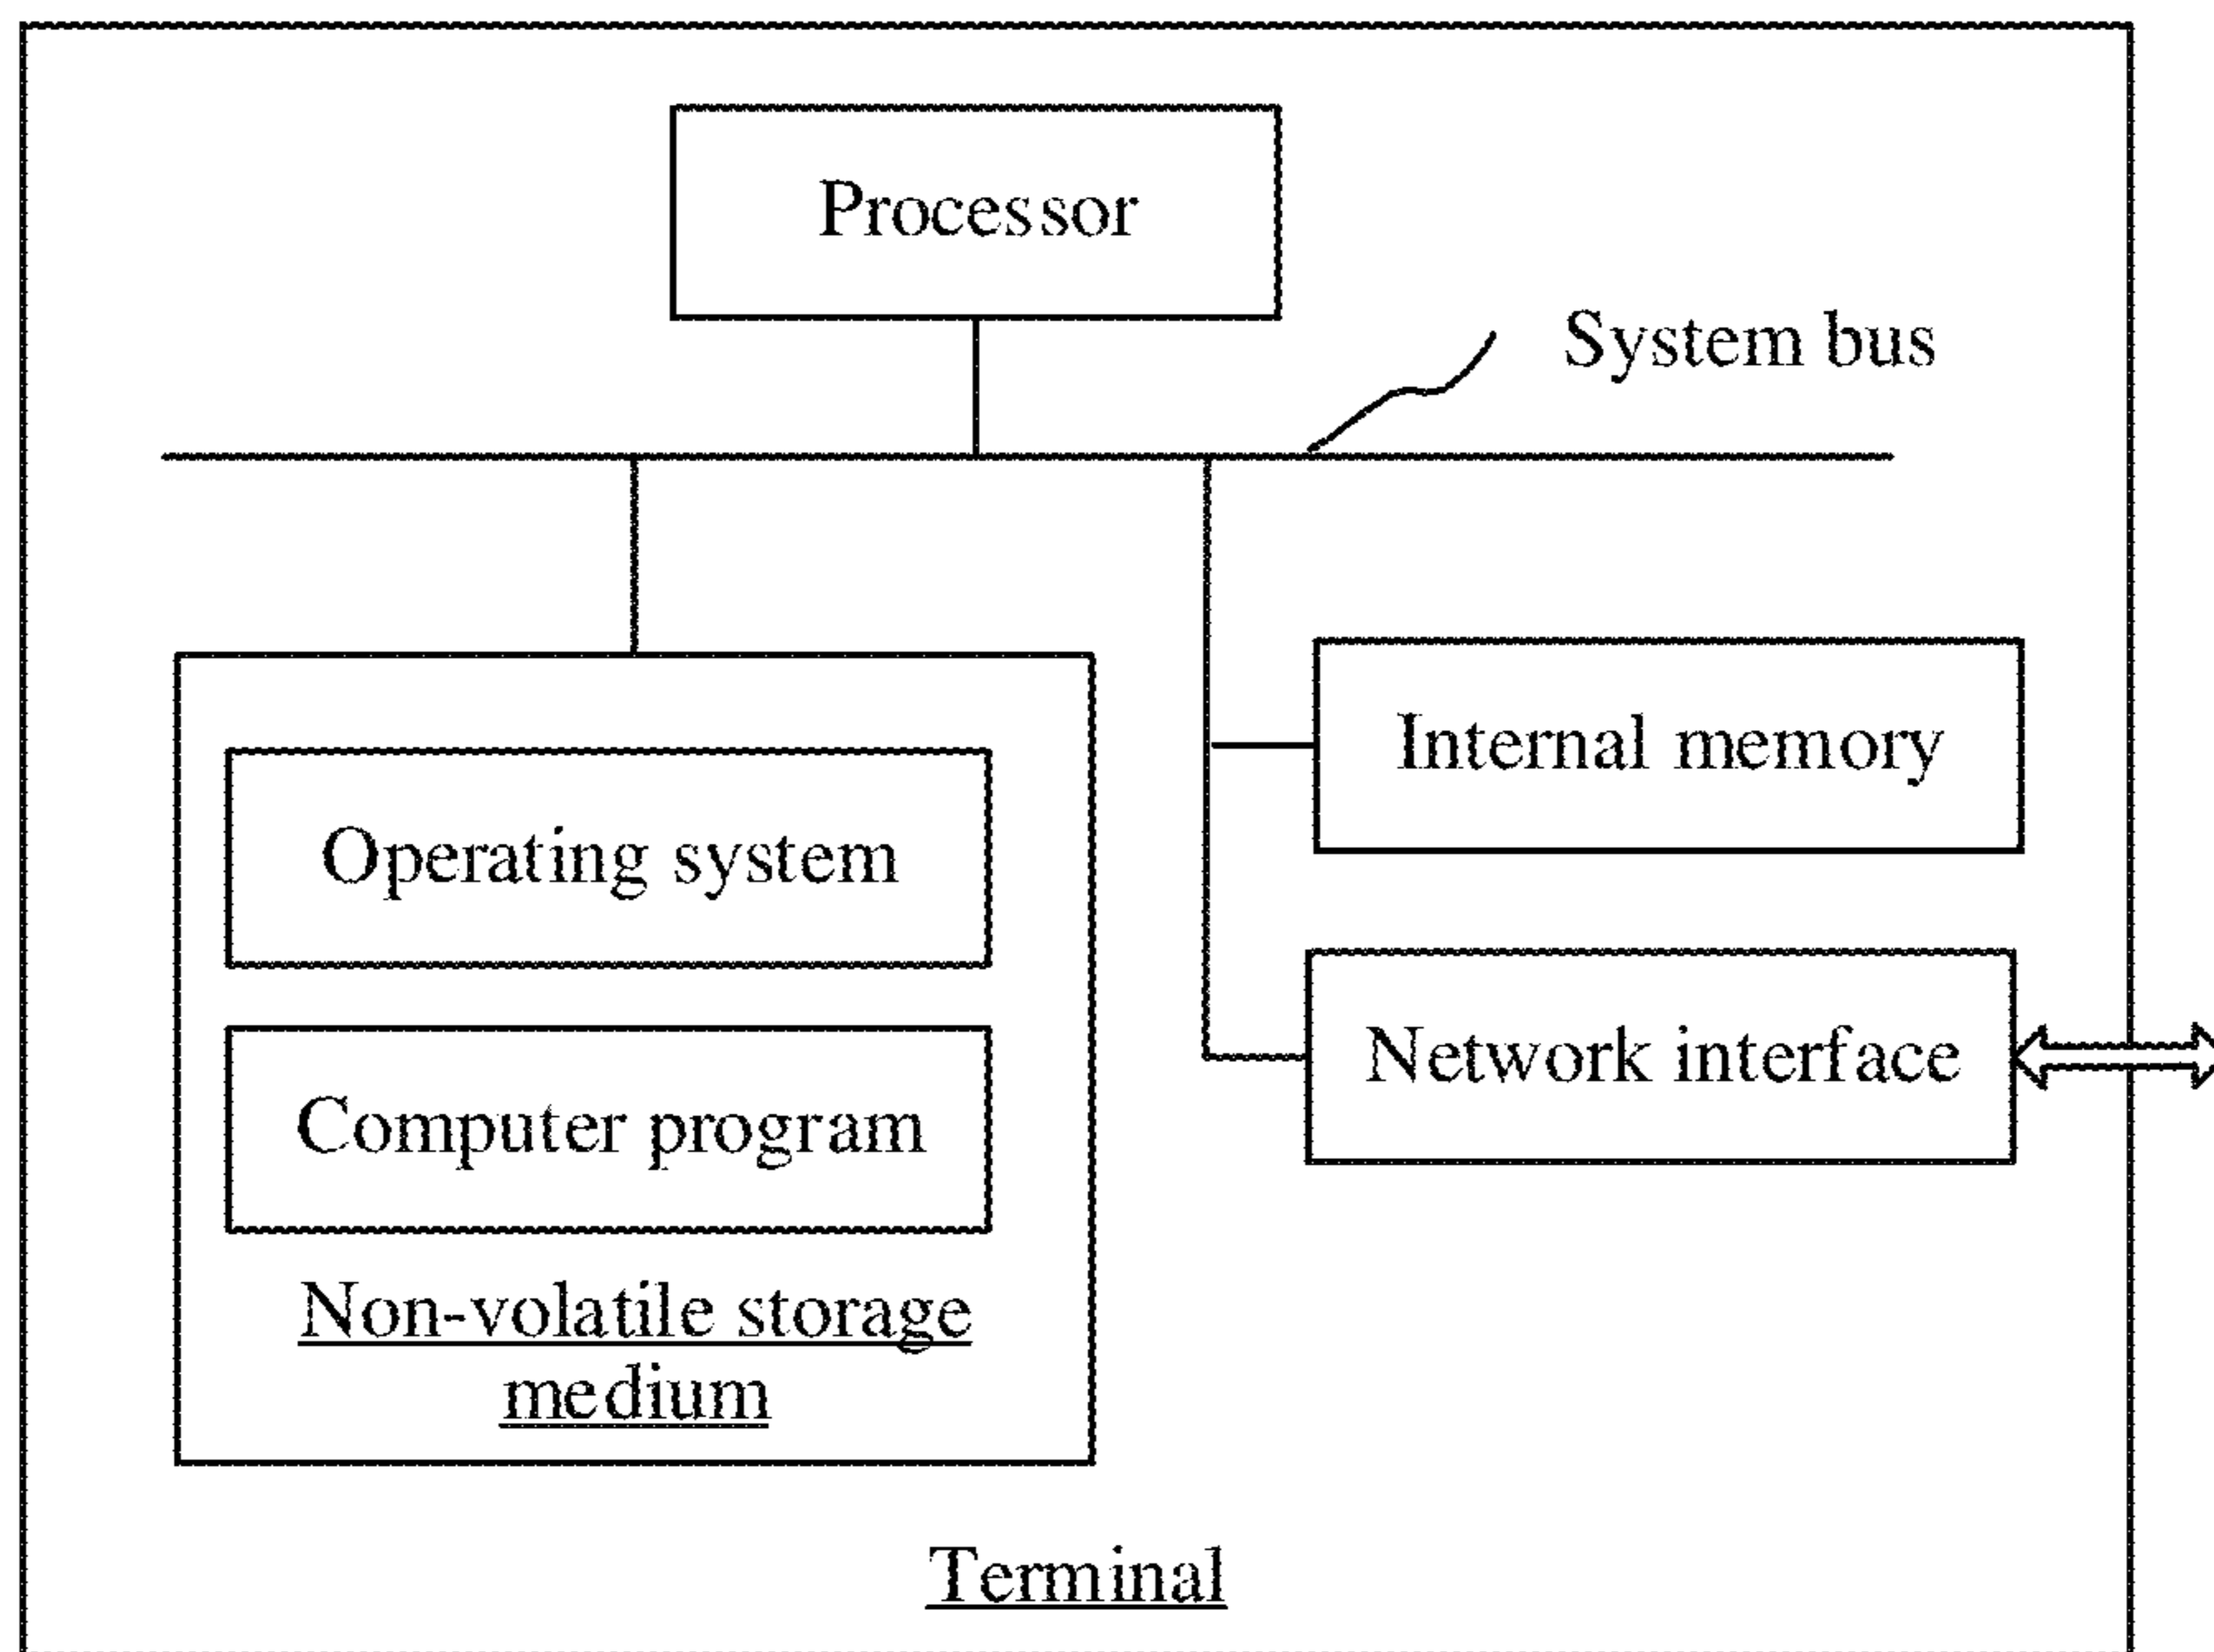 Processor
System bus
Internal memory
Operating system
Network interface
Computer program
Non-volatile storage
medium
Terminal